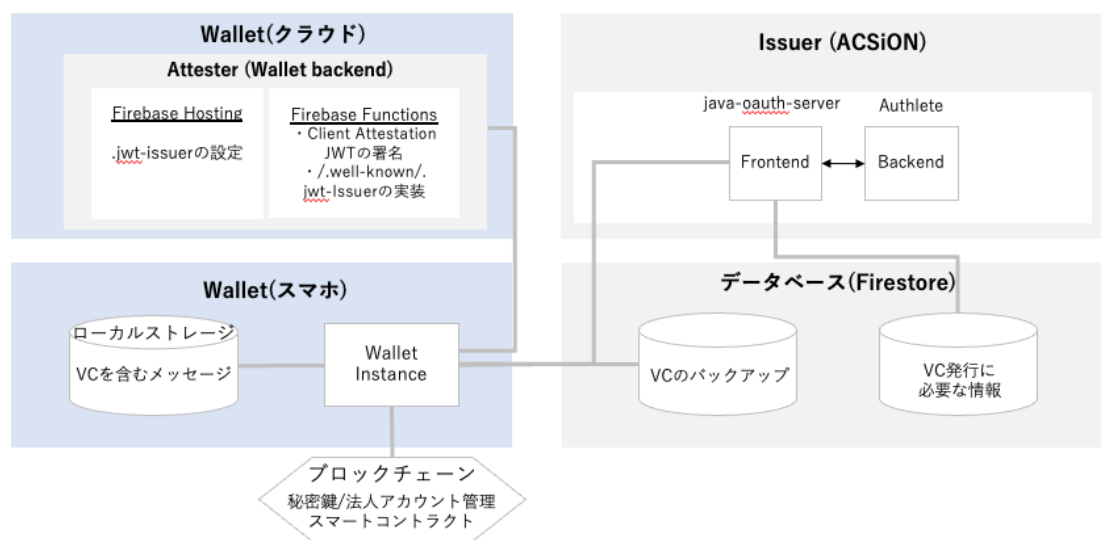 Wallet(クラウド)
Attester (Wallet backend)
Firebase Hosting
.jwt-issuerの設定
Firebase Functions
・Client Attestation
JWTの署名
・/.well-known/.
jwt-Issuerの実装
Issuer (ACSiON)
java-oauth-server
Authlete
Frontend
Backend
Wallet(スマホ)
ローカルストレージ
VCを含むメッセージ
Wallet
Instance
データベース(Firestore)
VCのバックアップ
VC発行に
必要な情報
ブロックチェーン
秘密鍵/法人アカウント管理
スマートコントラクト